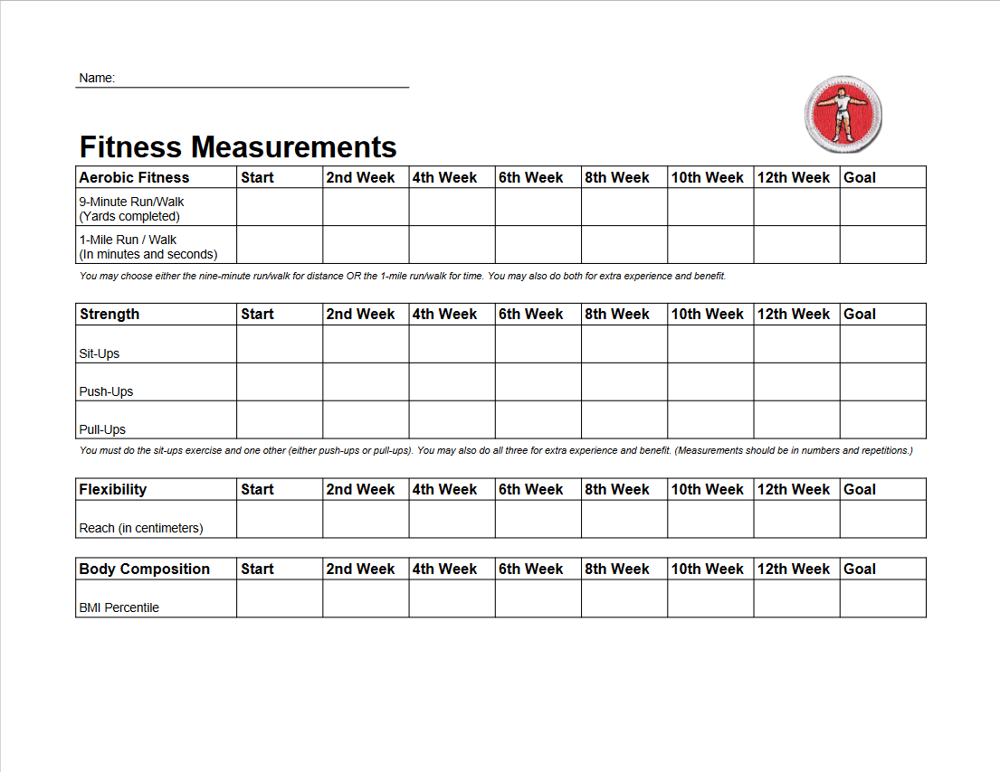 Name:
Fitness Measurements
Aerobic Fitness Start 2nd Week 4th Week 6th Week 8th Week 10th Week 12th Week Goal
9-Minute Run/Walk
(Yards completed)
1-Mile Run / Walk
(In minutes and seconds)
You may choose either the nine-minute run/walk for distance OR the 1-mile run/walk for time. You may also do both for extra experience and benefit.
Strength Start 2nd Week 4th Week 6th Week 8th Week 10th Week 12th Week Goal
Sit-Ups
Push-Ups
Pull-Ups
You must do the sit-ups exercise and one other (either push-ups or pull-ups). You may also do all three for extra experience and benefit. (Measurements should be in numbers and repetitions.)
Flexibility Start 2nd Week 4th Week 6th Week 8th Week 10th Week 12th Week Goal
Reach (in centimeters)
Body Composition Start 2nd Week 4th Week 6th Week 8th Week 10th Week 12th Week Goal
BMI Percentile